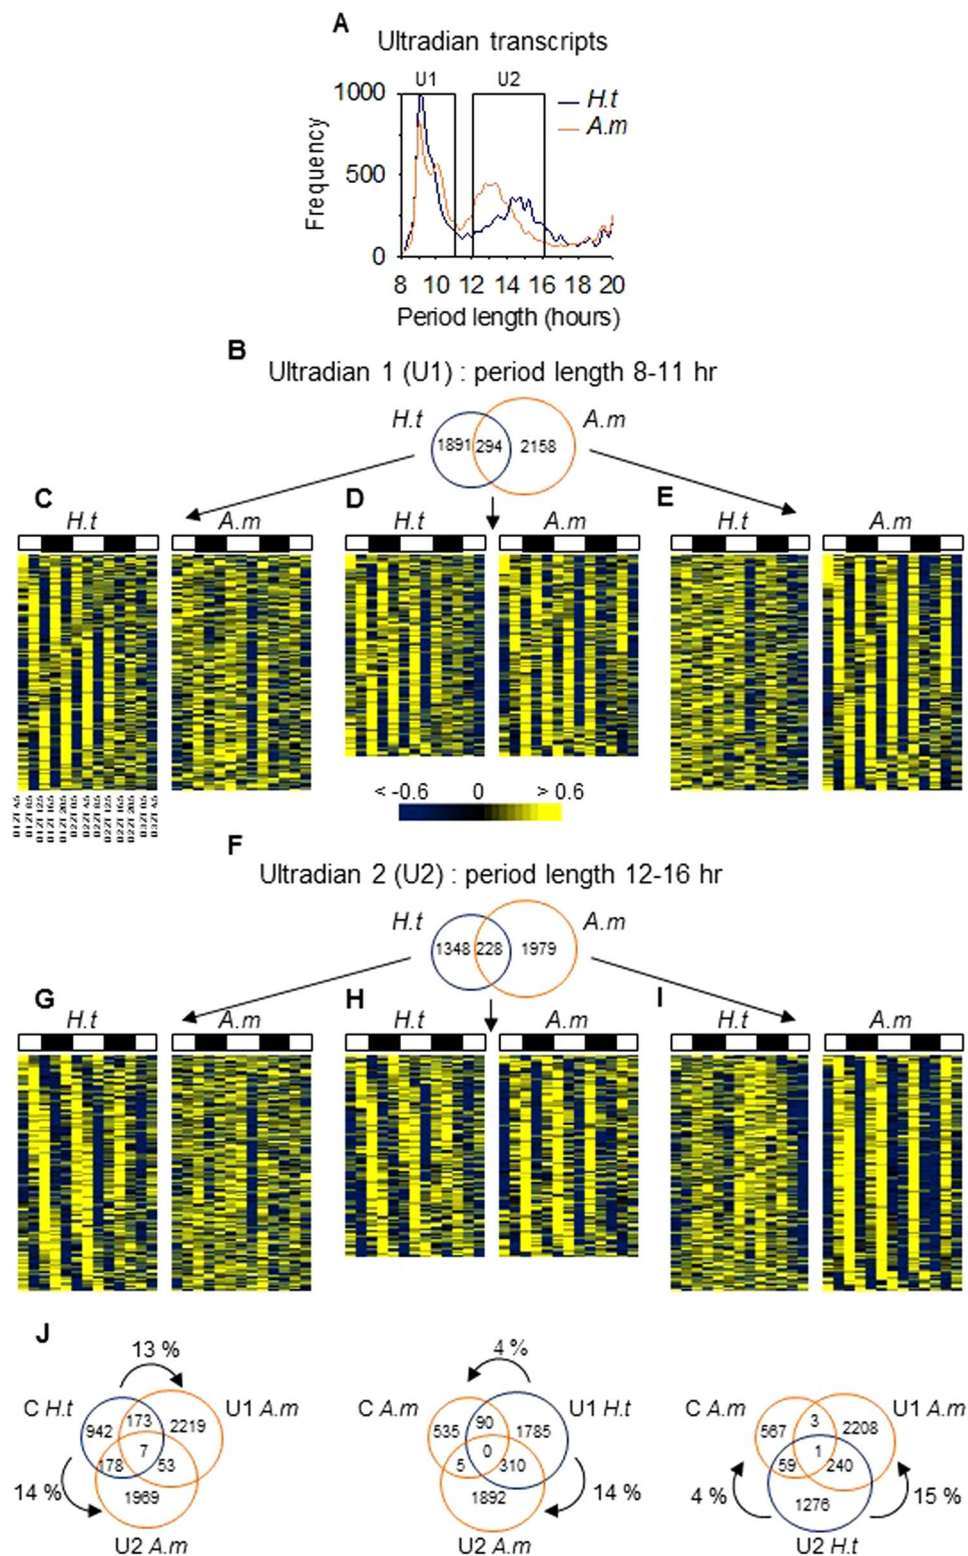 A
Ultradian transcripts
U1 U2
H.t
A.m
1000
500
0
Frequency
8 10 12 14 16 18 20
Period length (hours)
B
Ultradian 1 (U1) : period length 8-11 hr
H.t A.m
1891 294 2158
C D E
H.t A.m H.t A.m H.t A.m
< -0.6 0 > 0.6
F
Ultradian 2 (U2) : period length 12-16 hr
H.t A.m
1348 228 1979
G H I
H.t A.m H.t A.m H.t A.m
J
13 %
C H.t U1 A.m
942 173 2219
7
178 53
14 %
1969
U2 A.m
4 %
C A.m U1 H.t
535 90 1785
0
5 310
14 %
1892
U2 A.m
C A.m U1 A.m
567 3 2208
1
59 240
4 % 15 %
1276
U2 H.t